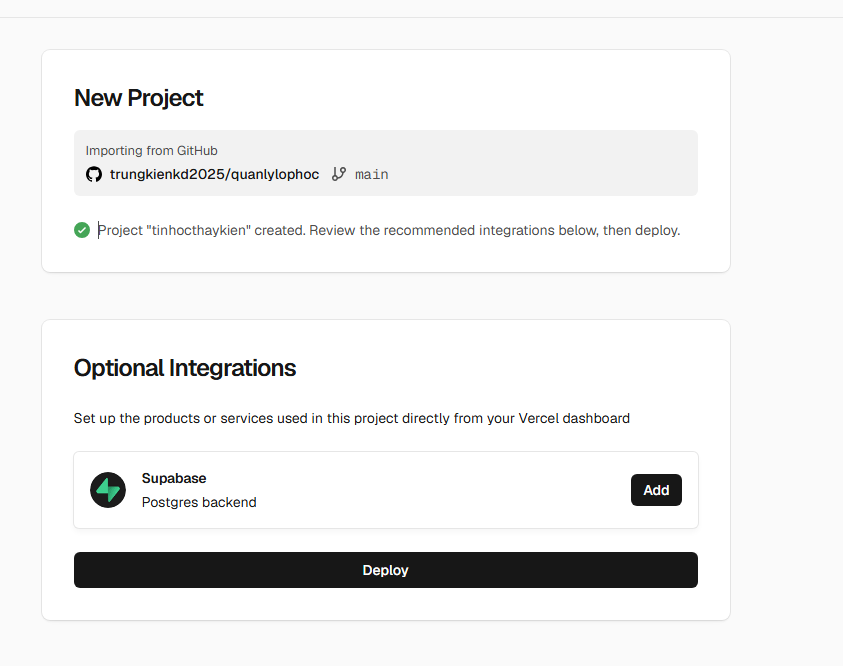 New Project
Importing from GitHub
trungkienkd2025/quanlylophoc main
Project "tinhocthaykien" created. Review the recommended integrations below, then deploy.
Optional Integrations
Set up the products or services used in this project directly from your Vercel dashboard
Supabase
Postgres backend
Add
Deploy